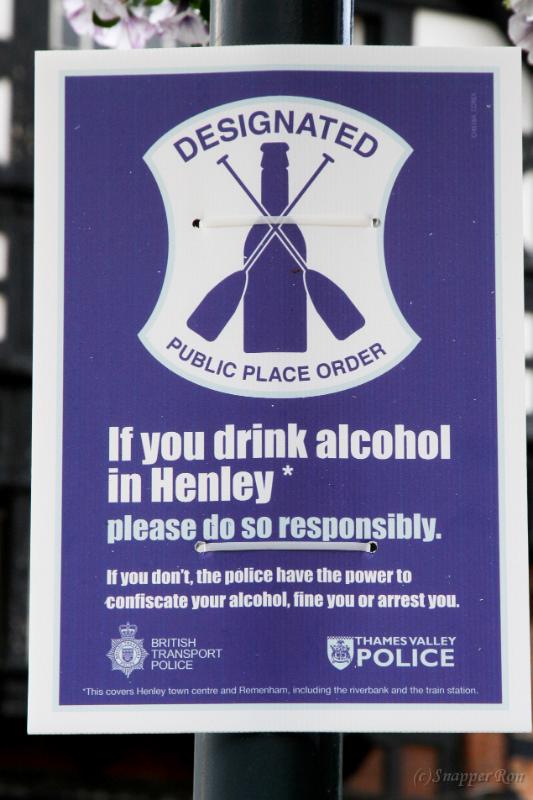 DESIGNATED
PUBLIC PLACE ORDER
If you drink alcohol
in Henley *
please do so responsibly.
If you don't, the police have the power to
confiscate your alcohol, fine you or arrest you.
BRITISH
TRANSPORT
POLICE
THAMES VALLEY
POLICE
*This covers Henley town centre and Remenham, including the riverbank and the train station.
(c)Snapper Ron